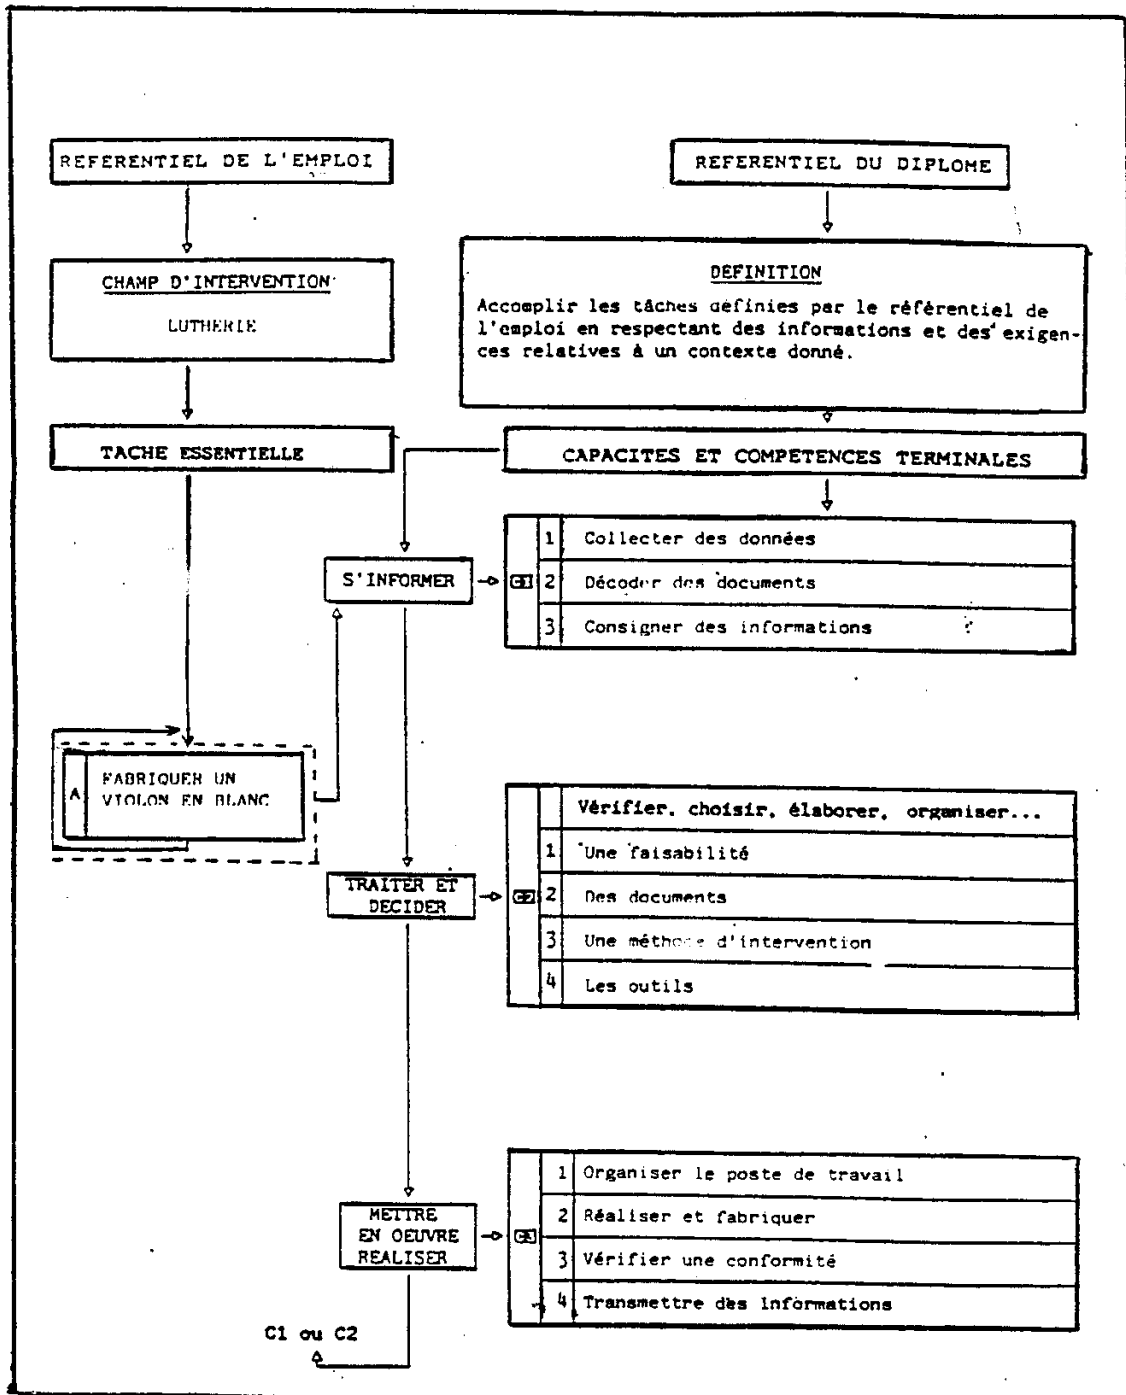 REFERENTIEL DE L'EMPLOI
CHAMP D'INTERVENTION
LUTHERIE
TACHE ESSENTIELLE
A
FABRIQUER UN
VIOLON EN BLANC
REFERENTIEL DU DIPLOME
DEFINITION
Accomplir les tâches définies par le référentiel de
l'emploi en respectant des informations et des exigen-
ces relatives à un contexte donné.
CAPACITES ET COMPETENCES TERMINALES
S'INFORMER
C1
1 Collecter des données
2 Décoder des documents
3 Consigner des informations
TRAITER ET
DECIDER
C2
Vérifier, choisir, élaborer, organiser...
1 Une faisabilité
2 Des documents
3 Une méthode d'intervention
4 Les outils
METTRE
EN OEUVRE
REALISER
C3
1 Organiser le poste de travail
2 Réaliser et fabriquer
3 Vérifier une conformité
4 Transmettre des informations
C1 ou C2